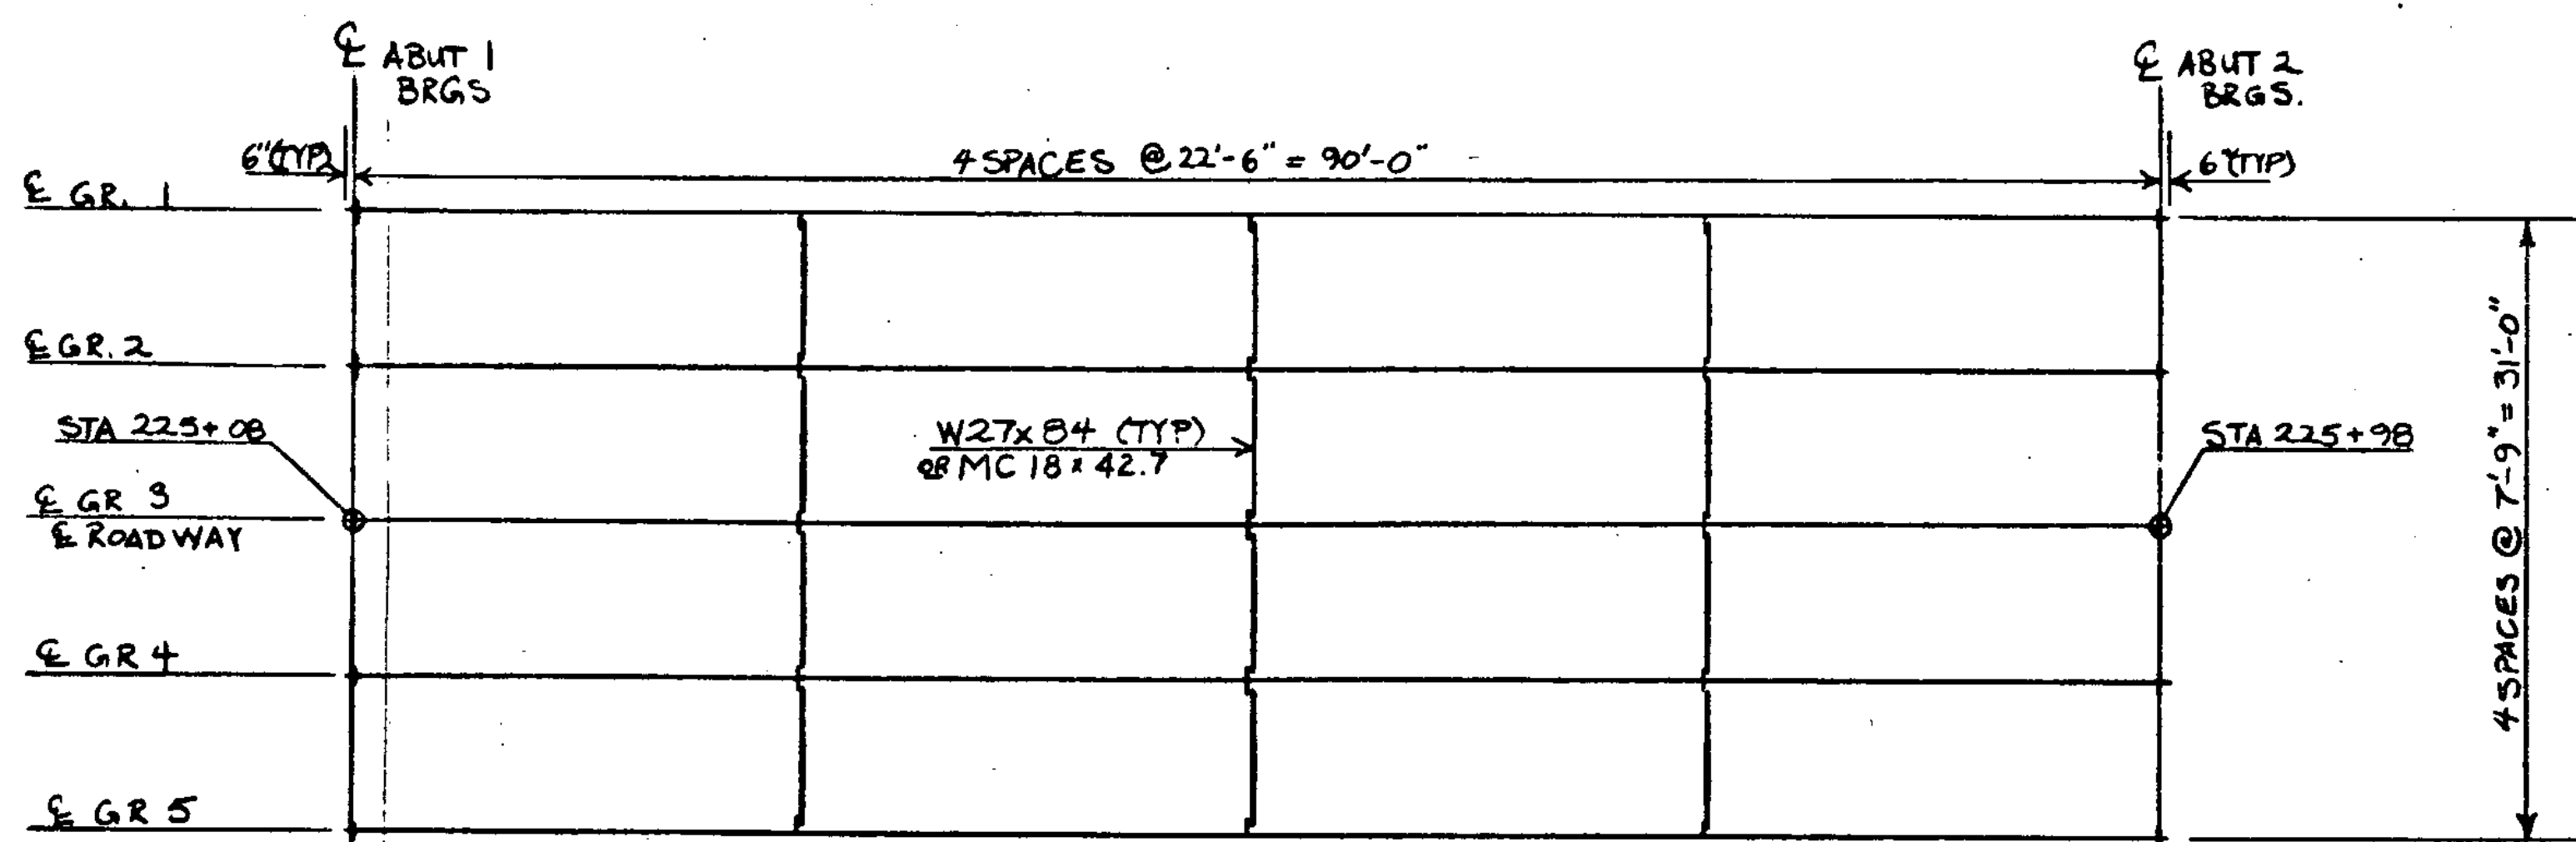 ℄ ABUT 1
BRGS
℄ ABUT 2
BRGS.
6"(TYP)
4 SPACES @ 22'-6" = 90'-0"
6"(TYP)
℄ GR. 1
℄ GR. 2
STA 225+08
W27x84 (TYP)
OR MC 18 x 42.7
STA 225+98
℄ GR 3
℄ ROADWAY
4 SPACES @ 7'-9" = 31'-0"
℄ GR 4
℄ GR 5